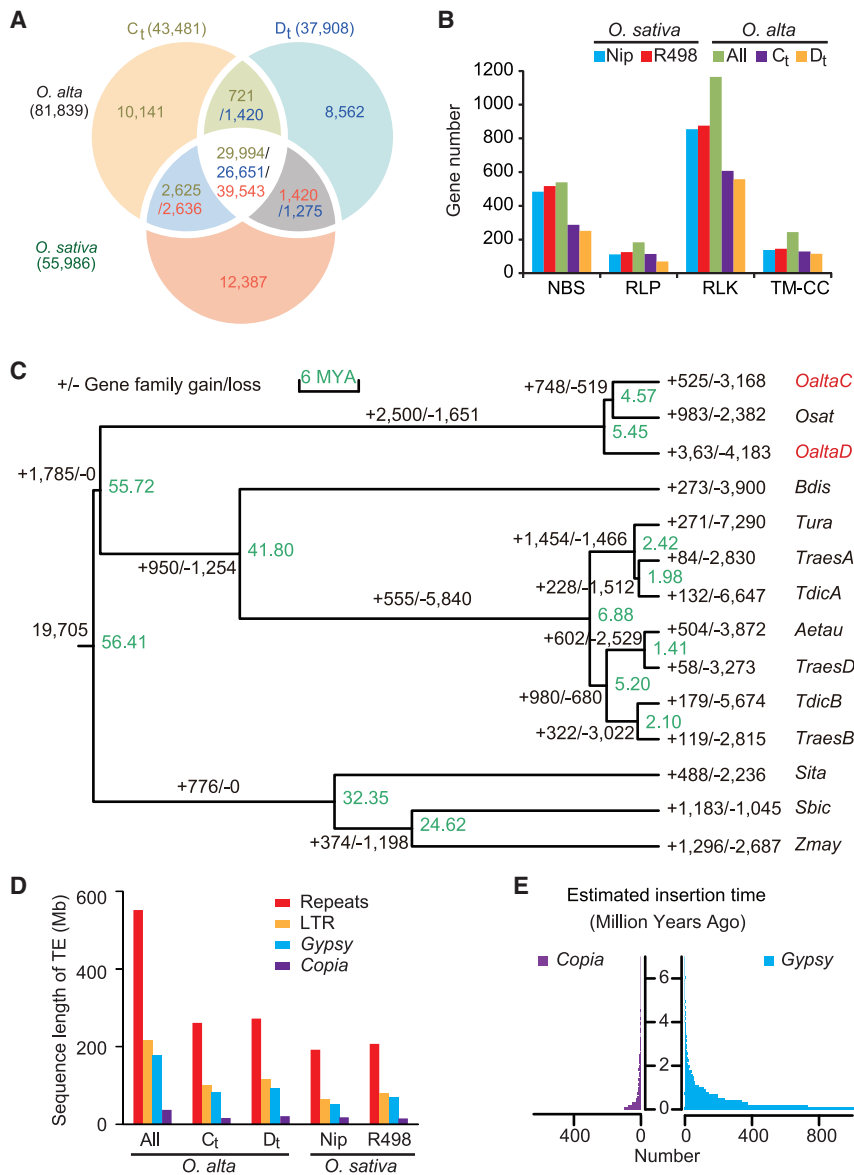 A
C_t (43,481)
D_t (37,908)
O. alta
(81,839)
10,141
721
/1,420
8,562
29,994/
26,651/
39,543
2,625
/2,636
1,420
/1,275
O. sativa
(55,986)
12,387
B
O. sativa O. alta
Nip R498 All C_t D_t
Gene number
1200
1000
800
600
400
200
0
NBS RLP RLK TM-CC
C
+/- Gene family gain/loss
6 MYA
+748/-519
+525/-3,168 OaltaC
4.57
+2,500/-1,651
+983/-2,382 Osat
5.45
+3,63/-4,183 OaltaD
+1,785/-0
55.72
+273/-3,900 Bdis
+271/-7,290 Tura
+1,454/-1,466
2.42
41.80
+950/-1,254
+84/-2,830 TraesA
1.98
+228/-1,512
+132/-6,647 TdicA
+555/-5,840
6.88
19,705
56.41
+602/-2,529
+504/-3,872 Aetau
1.41
+58/-3,273 TraesD
5.20
+980/-680
+179/-5,674 TdicB
2.10
+322/-3,022
+119/-2,815 TraesB
+776/-0
+488/-2,236 Sita
32.35
+1,183/-1,045 Sbic
24.62
+374/-1,198
+1,296/-2,687 Zmay
D
Sequence length of TE (Mb)
600
400
200
0
Repeats
LTR
Gypsy
Copia
All C_t D_t Nip R498
O. alta O. sativa
E
Estimated insertion time
(Million Years Ago)
Copia Gypsy
6
4
2
0
400 0 0 400 800
Number